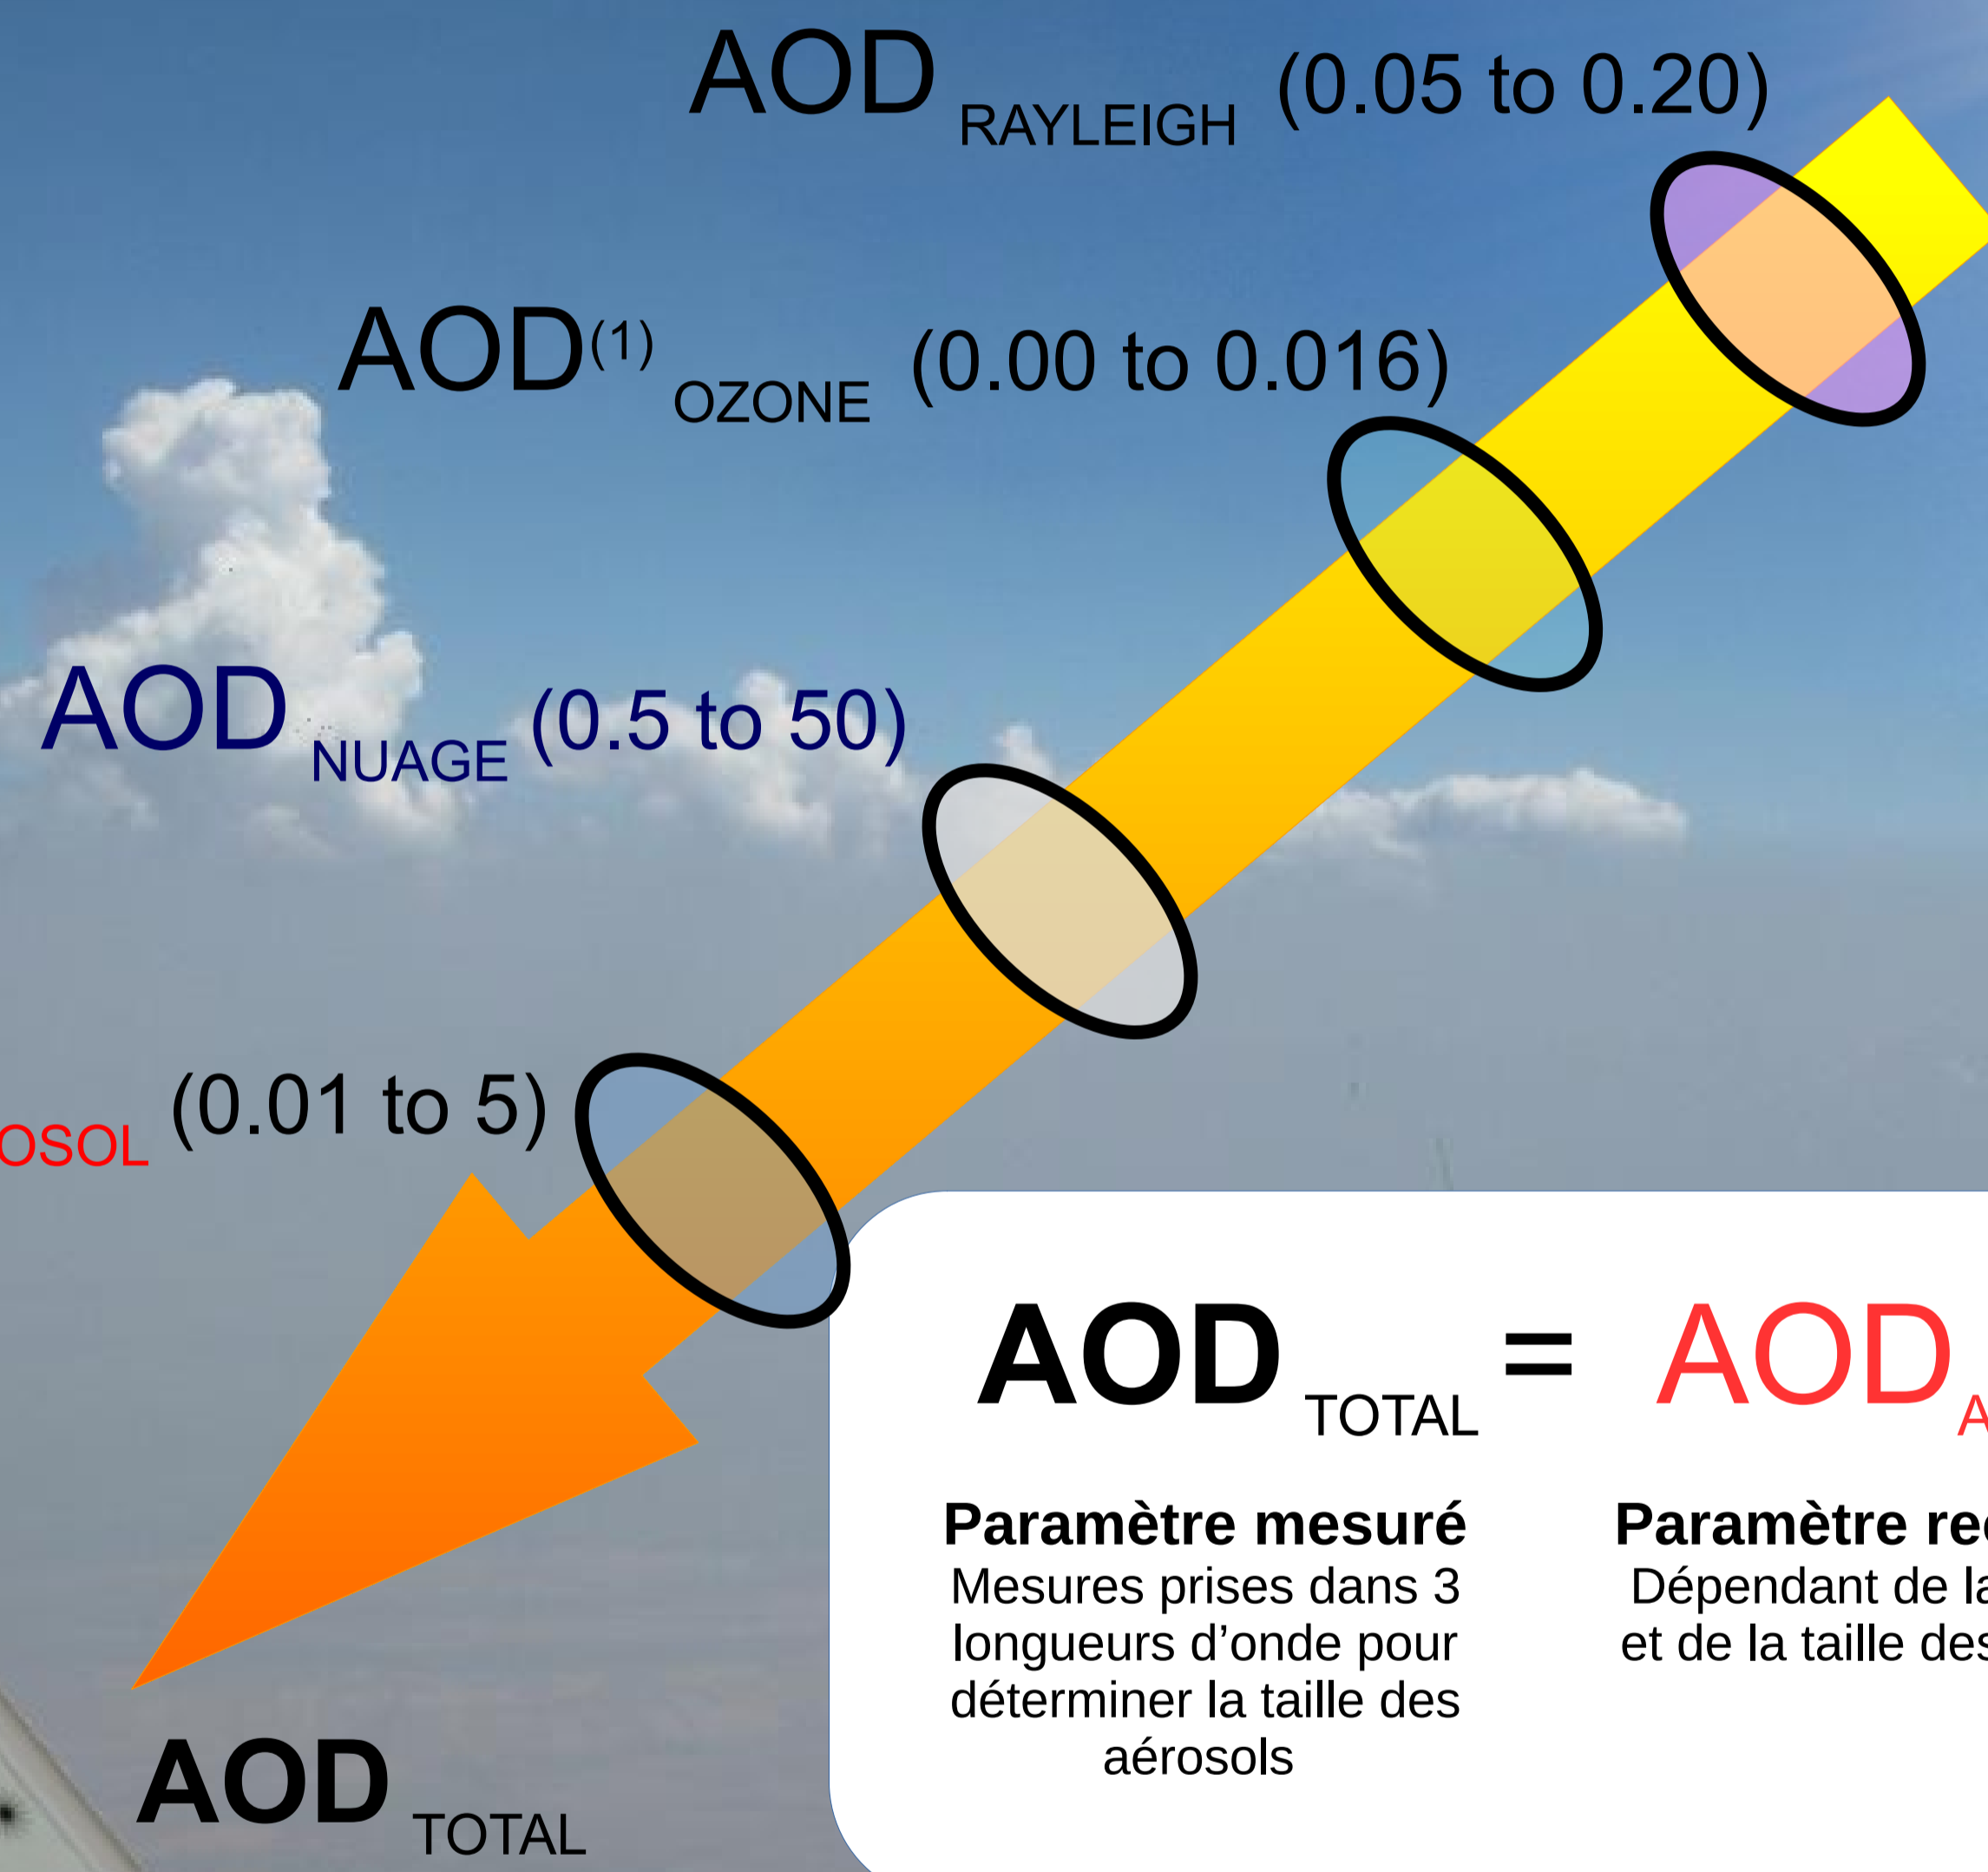 AOD RAYLEIGH (0.05 to 0.20)
AOD(1) OZONE (0.00 to 0.016)
AOD NUAGE (0.5 to 50)
OSOL (0.01 to 5)
AOD TOTAL = AOD A
Paramètre mesuré
Mesures prises dans 3
longueurs d’onde pour
déterminer la taille des
aérosols
Paramètre
Dépendant de la
et de la taille des
AOD TOTAL